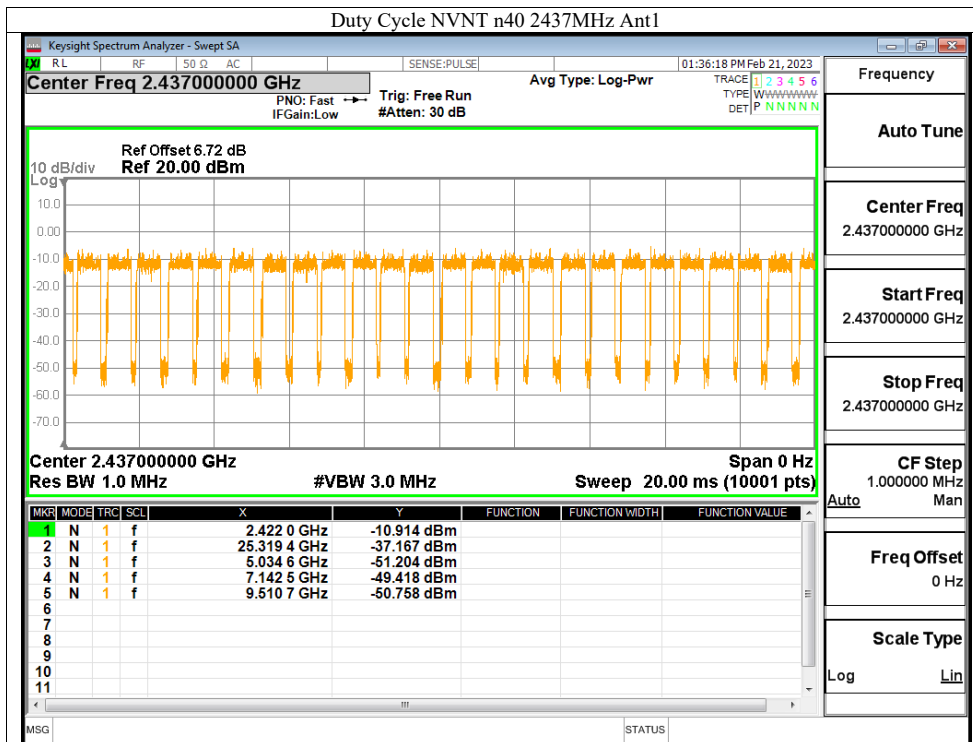 Duty Cycle NVNT n40 2437MHz Ant1
Keysight Spectrum Analyzer - Swept SA
LXI RL RF 50 Ω AC SENSE:PULSE 01:36:18 PM Feb 21, 2023
Center Freq 2.437000000 GHz Avg Type: Log-Pwr TRACE 1 2 3 4 5 6
PNO: Fast Trig: Free Run TYPE WWWWWWW
IFGain:Low #Atten: 30 dB DET P N N N N N
Ref Offset 6.72 dB
10 dB/div Ref 20.00 dBm
Log
10.0
0.00
-10.0
-20.0
-30.0
-40.0
-50.0
-60.0
-70.0
Center 2.437000000 GHz Span 0 Hz
Res BW 1.0 MHz #VBW 3.0 MHz Sweep 20.00 ms (10001 pts)
MKR MODE TRC SCL X Y FUNCTION FUNCTION WIDTH FUNCTION VALUE
1 N 1 f 2.422 0 GHz -10.914 dBm
2 N 1 f 25.319 4 GHz -37.167 dBm
3 N 1 f 5.034 6 GHz -51.204 dBm
4 N 1 f 7.142 5 GHz -49.418 dBm
5 N 1 f 9.510 7 GHz -50.758 dBm
6
7
8
9
10
11
MSG STATUS
Frequency
Auto Tune
Center Freq
2.437000000 GHz
Start Freq
2.437000000 GHz
Stop Freq
2.437000000 GHz
CF Step
1.000000 MHz
Auto Man
Freq Offset
0 Hz
Scale Type
Log Lin